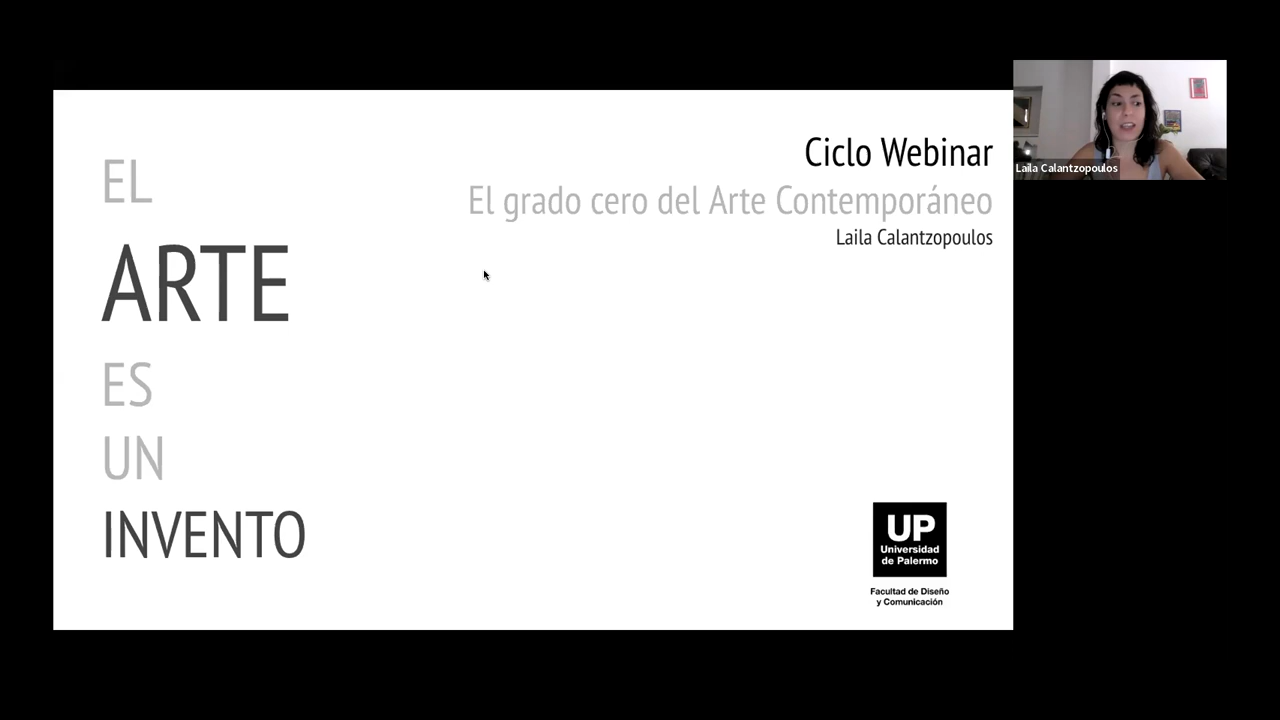 EL
ARTE
ES
UN
INVENTO
Ciclo Webinar
El grado cero del Arte Contemporáneo
Laila Calantzopoulos
UP
Universidad
de Palermo
Facultad de Diseño
y Comunicación
Laila Calantzopoulos